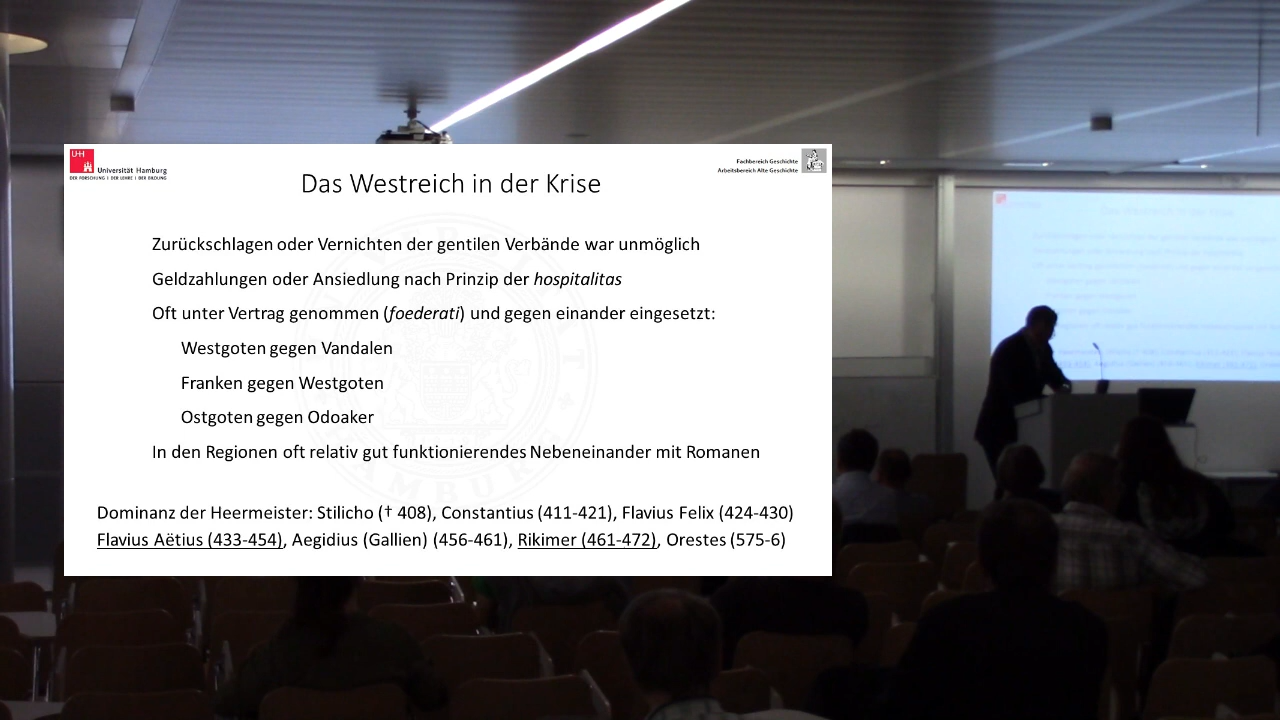 U·H
Universität Hamburg
DER FORSCHUNG | DER LEHRE | DER BILDUNG
Fachbereich Geschichte
Arbeitsbereich Alte Geschichte
Das Westreich in der Krise
Zurückschlagen oder Vernichten der gentilen Verbände war unmöglich
Geldzahlungen oder Ansiedlung nach Prinzip der hospitalitas
Oft unter Vertrag genommen (foederati) und gegen einander eingesetzt:
Westgoten gegen Vandalen
Franken gegen Westgoten
Ostgoten gegen Odoaker
In den Regionen oft relativ gut funktionierendes Nebeneinander mit Romanen
Dominanz der Heermeister: Stilicho († 408), Constantius (411-421), Flavius Felix (424-430)
Flavius Aëtius (433-454), Aegidius (Gallien) (456-461), Rikimer (461-472), Orestes (575-6)